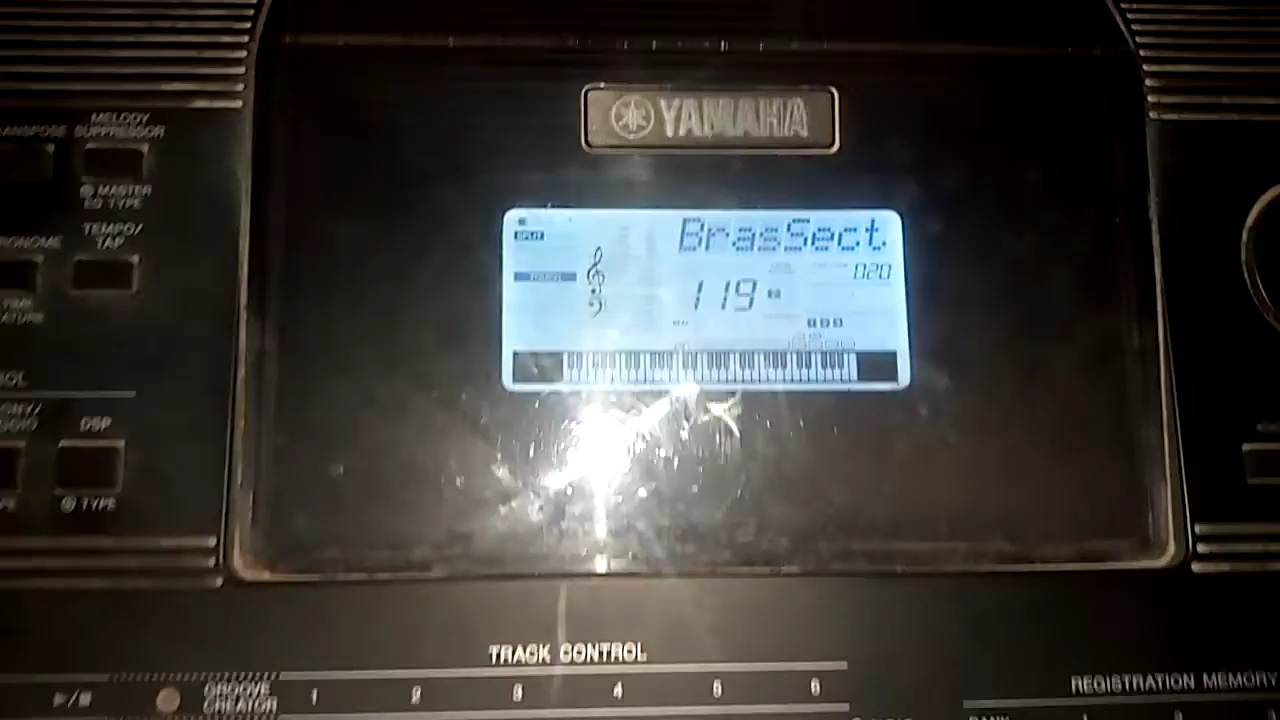 YAMAHA
MELODY
SUPPRESSOR
MASTER
EQ TYPE
TEMPO/
TAP
DSP
TYPE
SPLIT
BrasSect
020
119
TRACK CONTROL
GROOVE
CREATOR
1 2 3 4 5 6
REGISTRATION MEMORY